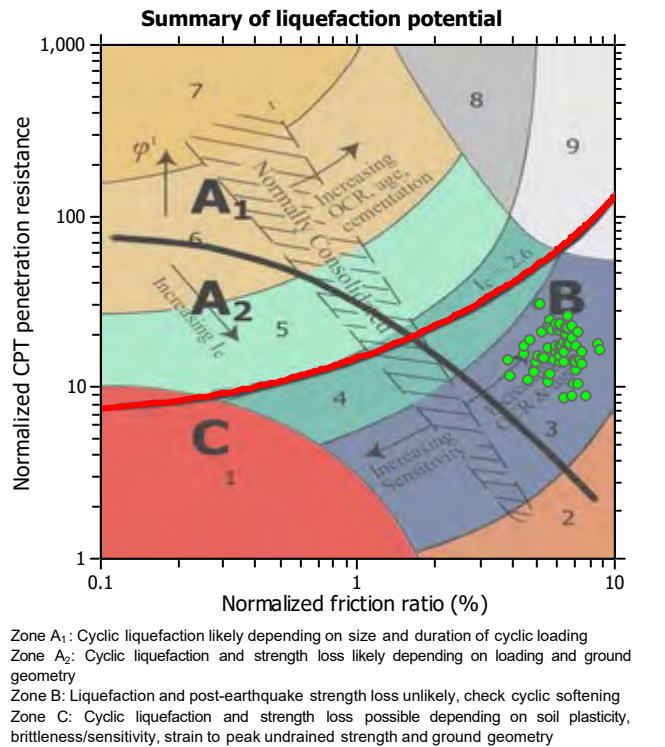 Summary of liquefaction potential
1,000
100
10
1
0.1
1
10
Normalized CPT penetration resistance
Normalized friction ratio (%)
7
8
9
φ'
A1
Increasing
OCR, age,
cementation
Normally Consolidated
6
A2
Increasing Ic
5
Ic = 2.6
B
4
C
1
3
Increasing
OCR &
Increasing
Sensitivity
2
Zone A1: Cyclic liquefaction likely depending on size and duration of cyclic loading
Zone A2: Cyclic liquefaction and strength loss likely depending on loading and ground
geometry
Zone B: Liquefaction and post-earthquake strength loss unlikely, check cyclic softening
Zone C: Cyclic liquefaction and strength loss possible depending on soil plasticity,
brittleness/sensitivity, strain to peak undrained strength and ground geometry